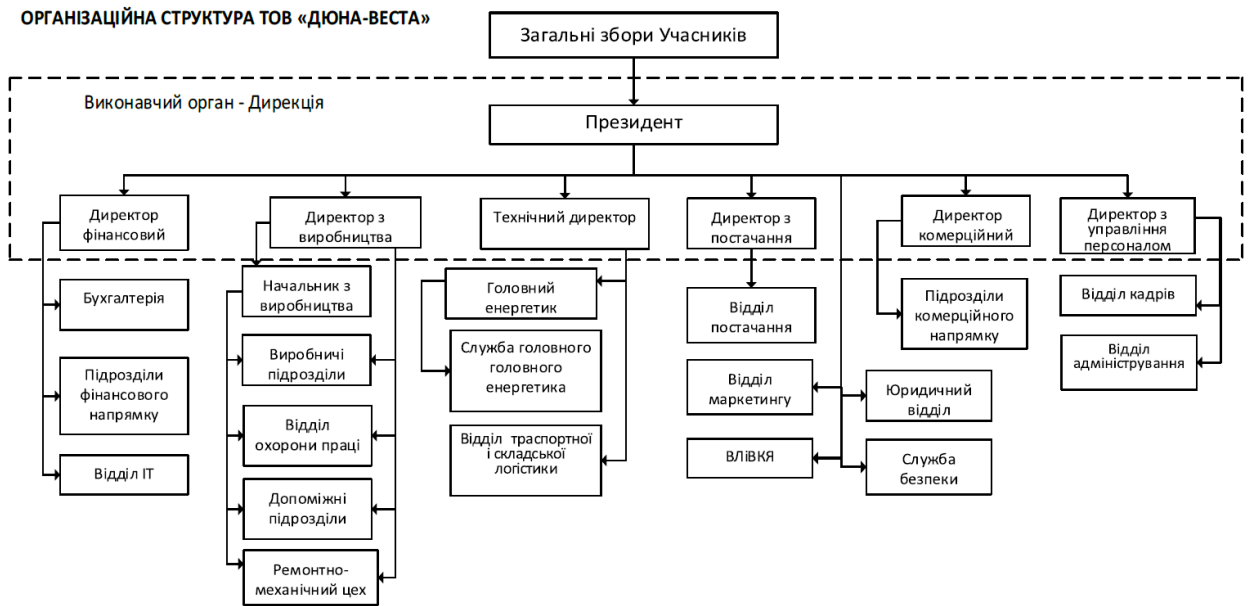 ОРГАНІЗАЦІЙНА СТРУКТУРА ТОВ «ДЮНА-ВЕСТА»
Загальні збори Учасників
Виконавчий орган - Дирекція
Президент
Директор
фінансовий
Директор з
виробництва
Технічний директор
Директор з
постачання
Директор
комерційний
Директор з
управління
персоналом
Бухгалтерія
Підрозділи
фінансового
напрямку
Відділ ІТ
Начальник з
виробництва
Виробничі
підрозділи
Відділ
охорони праці
Допоміжні
підрозділи
Ремонтно-
механічний цех
Головний
енергетик
Служба головного
головного
енергетика
Відділ траспортної
і складської
логістики
Відділ
постачання
Відділ
маркетингу
ВЛіВКЯ
Юридичний
відділ
Служба
безпеки
Підрозділи
комерційного
напрямку
Відділ кадрів
Відділ
адміністрування